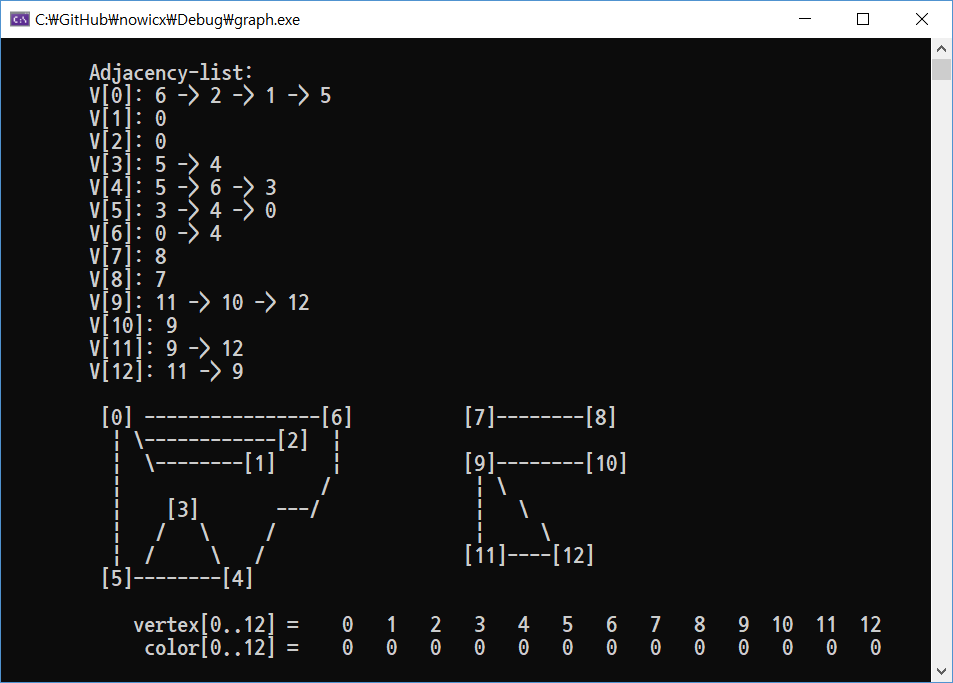 C:₩GitHub₩nowicx₩Debug₩graph.exe
Adjacency-list:
V[0]: 6 -> 2 -> 1 -> 5
V[1]: 0
V[2]: 0
V[3]: 5 -> 4
V[4]: 5 -> 6 -> 3
V[5]: 3 -> 4 -> 0
V[6]: 0 -> 4
V[7]: 8
V[8]: 7
V[9]: 11 -> 10 -> 12
V[10]: 9
V[11]: 9 -> 12
V[12]: 11 -> 9
[0] ----------------[6]          [7]--------[8]
 ¦ \------------[2]  ¦
 ¦  \--------[1]     ¦           [9]--------[10]
 ¦                  /             ¦ \
 ¦    [3]       ---/              ¦   \
 ¦   /   \     /                  ¦     \
 ¦  /     \   /                  [11]----[12]
[5]--------[4]
vertex[0..12] =    0   1   2   3   4   5   6   7   8   9  10  11  12
color[0..12] =    0   0   0   0   0   0   0   0   0   0   0   0   0